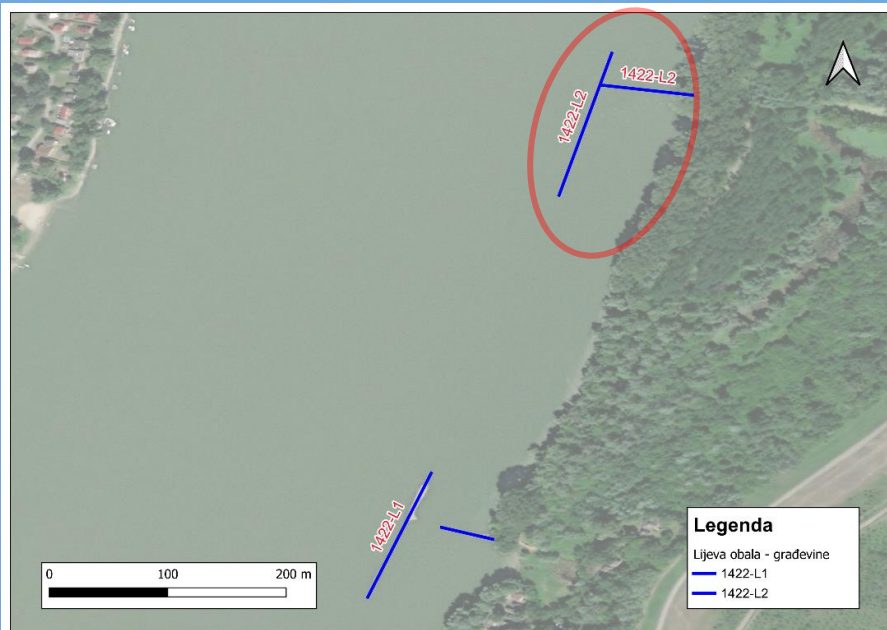 1422-L2
1422-L2
1422-L1
0 100 200 m
Legenda
Lijeva obala - građevine
1422-L1
1422-L2